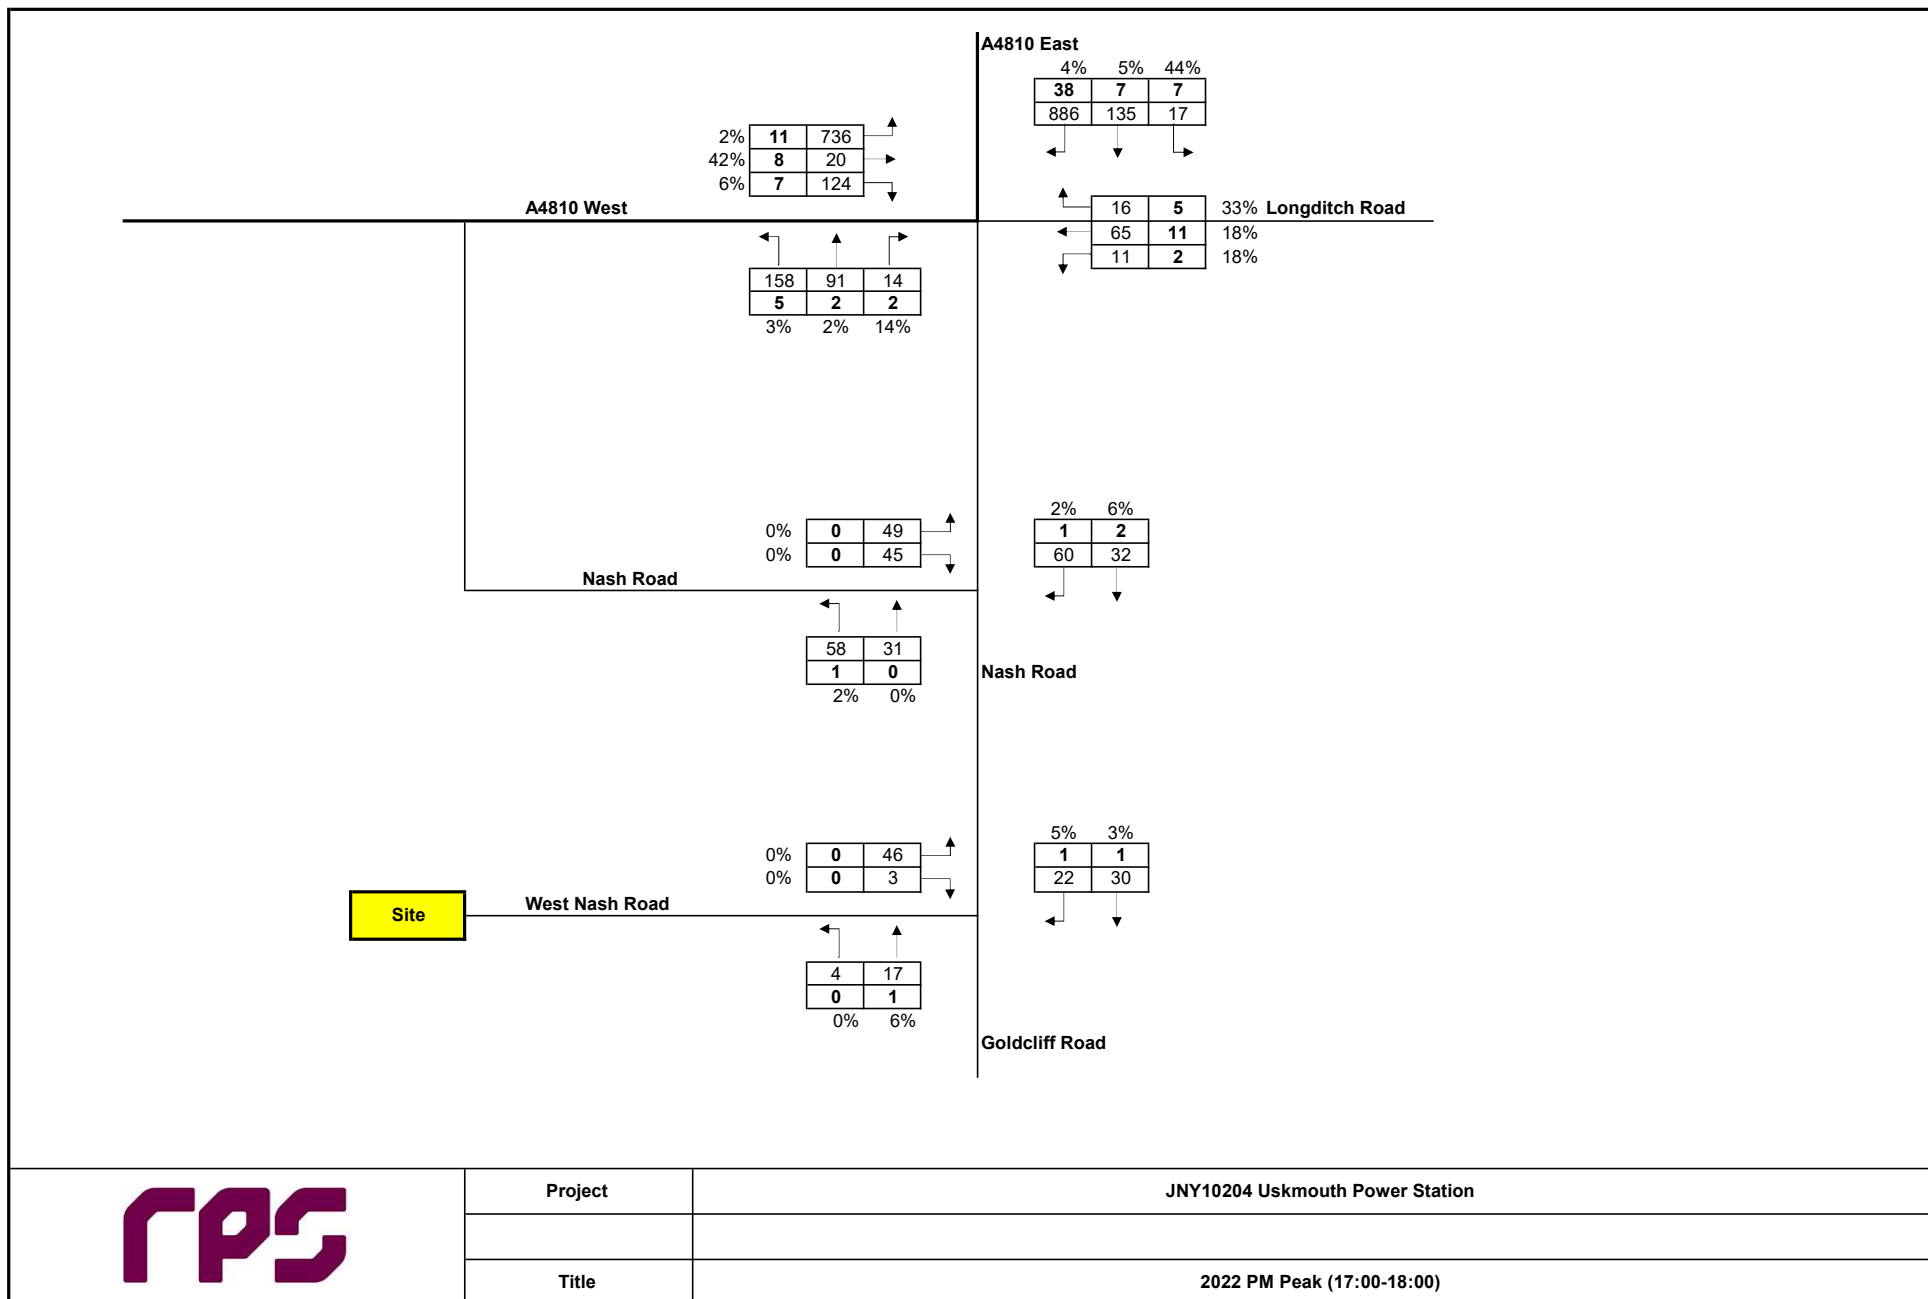 A4810 East
4% 5% 44%
38 7 7
886 135 17
2% 11 736
42% 8 20
6% 7 124
A4810 West
16 5 33% Longditch Road
65 11 18%
11 2 18%
158 91 14
5 2 2
3% 2% 14%
2% 6%
0% 0 49
1 2
0% 0 45
60 32
Nash Road
58 31
1 0
2% 0%
Nash Road
5% 3%
0% 0 46
1 1
0% 0 3
22 30
Site
West Nash Road
4 17
0 1
0% 6%
Goldcliff Road
rps
Project
JNY10204 Uskmouth Power Station
Title
2022 PM Peak (17:00-18:00)